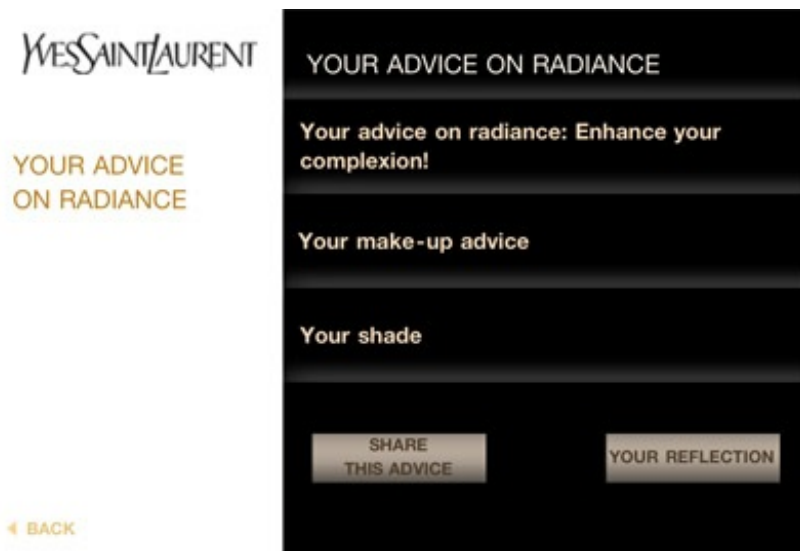 YVESSAINTLAURENT
YOUR ADVICE
ON RADIANCE
◀ BACK
YOUR ADVICE ON RADIANCE
Your advice on radiance: Enhance your
complexion!
Your make-up advice
Your shade
SHARE
THIS ADVICE
YOUR REFLECTION